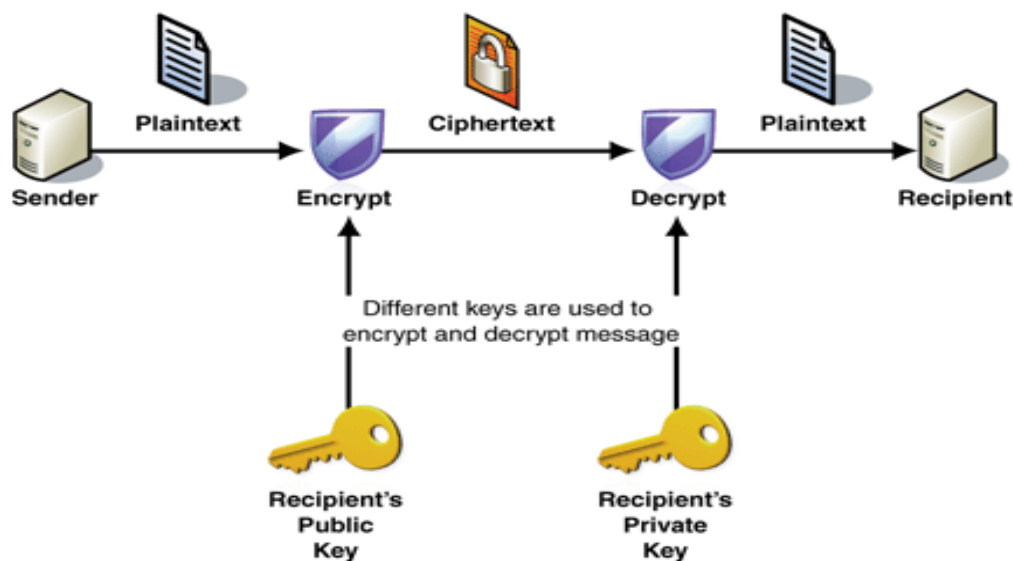 Plaintext
Ciphertext
Plaintext
Sender
Encrypt
Decrypt
Recipient
Different keys are used to
encrypt and decrypt message
Recipient's
Public
Key
Recipient's
Private
Key